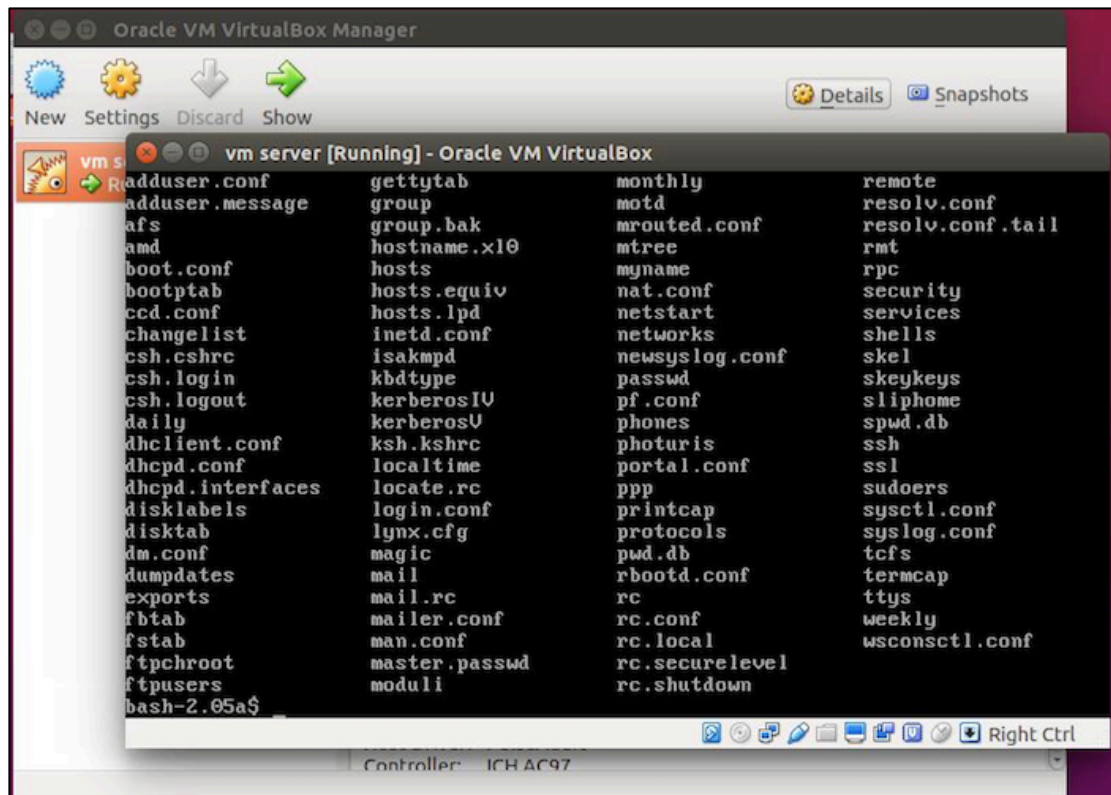 Oracle VM VirtualBox Manager
New Settings Discard Show
Details Snapshots
vm s
vm server [Running] - Oracle VM VirtualBox
adduser.conf gettytab monthly remote
adduser.message group motd resolv.conf
afs group.bak mrouted.conf resolv.conf.tail
amd hostname.xl0 mtree rmt
boot.conf hosts myname rpc
bootptab hosts.equiv nat.conf security
ccd.conf hosts.lpd netstart services
changelist inetd.conf networks shells
csh.cshrc isakmpd newsyslog.conf skel
csh.login kbdtype passwd skeykeys
csh.logout kerberosIV pf.conf sliphome
daily kerberosV phones spwd.db
dhclient.conf ksh.kshrc photuris ssh
dhcpd.conf localtime portal.conf ssl
dhcpd.interfaces locate.rc ppp sudoers
disklabels login.conf printcap sysctl.conf
disktab lynx.cfg protocols syslog.conf
dm.conf magic pwd.db tcfs
dumpdates mail rbootd.conf termcap
exports mail.rc rc ttys
fbtab mailer.conf rc.conf weekly
fstab man.conf rc.local wsconsctl.conf
ftpchroot master.passwd rc.securelevel
ftpusers moduli rc.shutdown
bash-2.05a$ _
Right Ctrl
Controller: ICH AC97